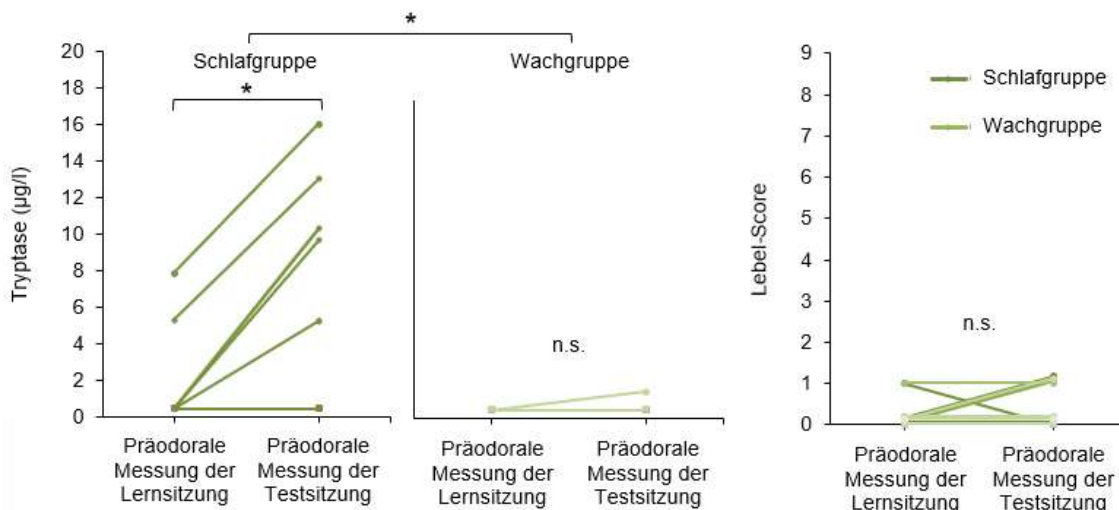 *
Schlafgruppe
Wachgruppe
*
Tryptase (µg/l)
20
18
16
14
12
10
8
6
4
2
0
n.s.
Präodorale
Messung der
Lernsitzung
Präodorale
Messung der
Testsitzung
Präodorale
Messung der
Lernsitzung
Präodorale
Messung der
Testsitzung
Lebel-Score
9
8
7
6
5
4
3
2
1
0
Schlafgruppe
Wachgruppe
n.s.
Präodorale
Messung der
Lernsitzung
Präodorale
Messung der
Testsitzung